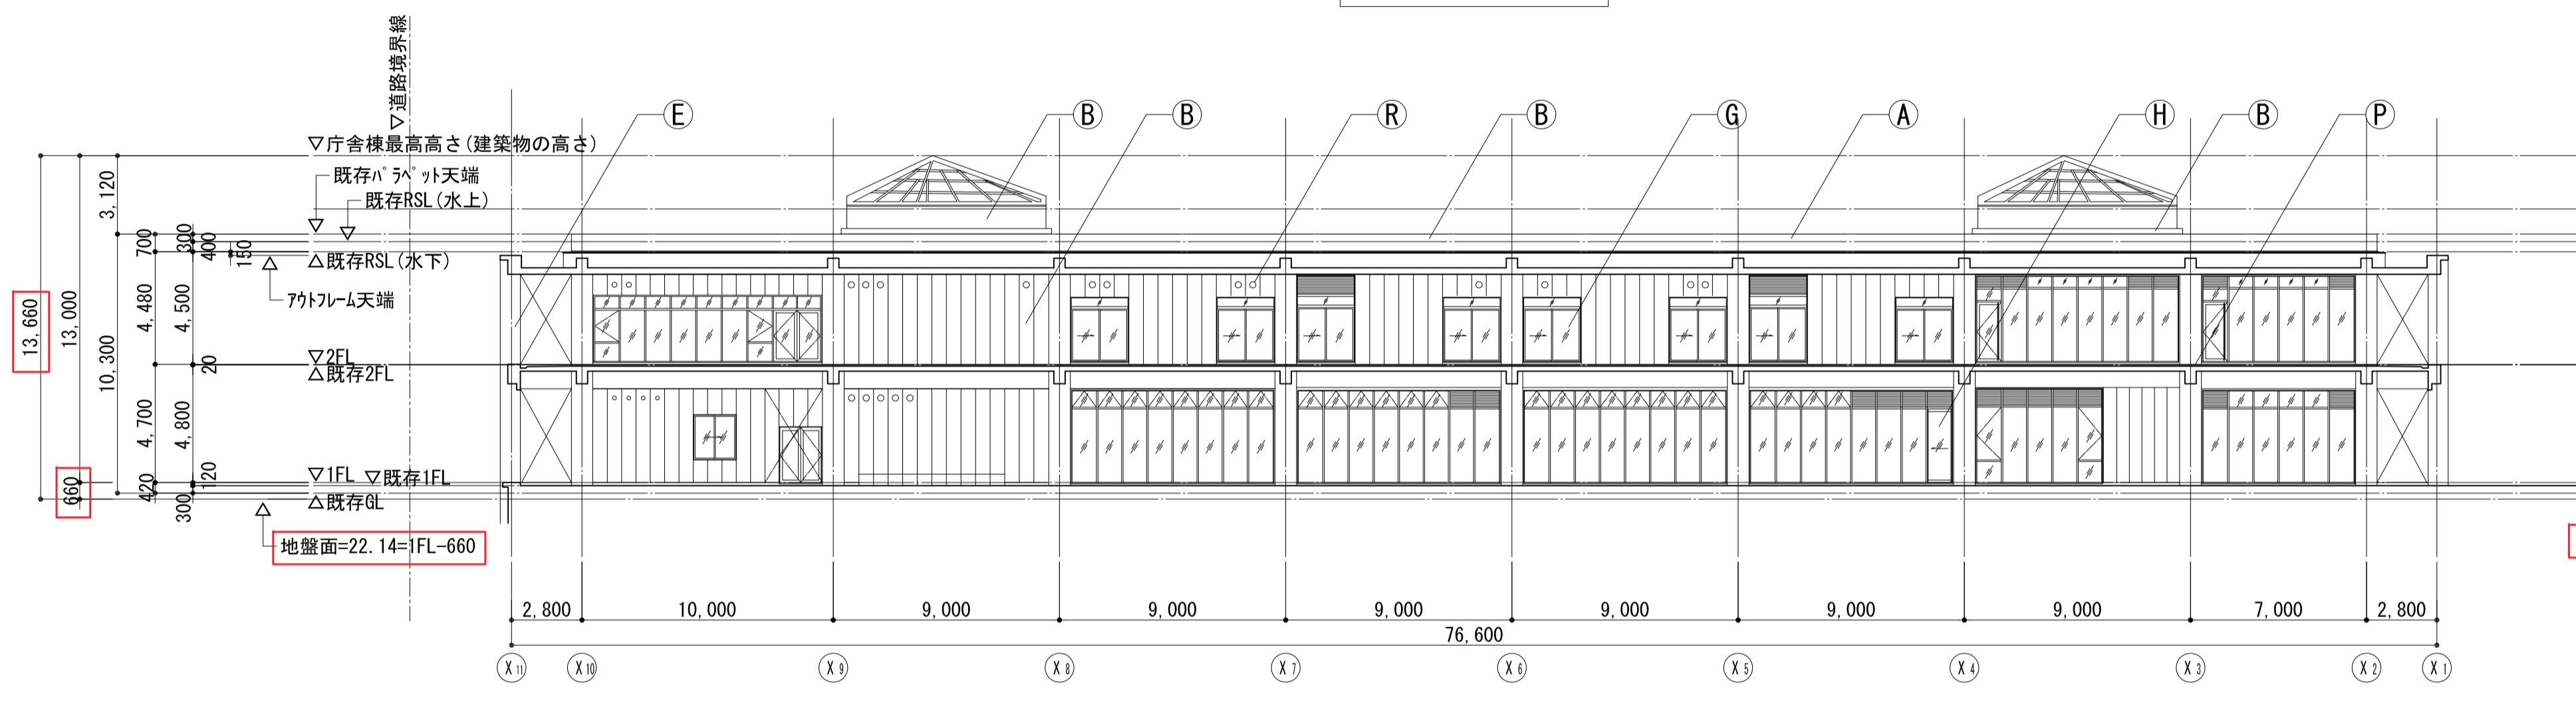 ▽道路境界線
Ⓔ Ⓑ Ⓑ Ⓡ Ⓑ Ⓖ Ⓐ Ⓗ Ⓑ Ⓟ
▽庁舎棟最高高さ(建築物の高さ)
既存ﾊﾟﾗﾍﾟｯﾄ天端
既存RSL(水上)
△既存RSL(水下)
ｱｳﾄﾌﾚｰﾑ天端
▽2FL
△既存2FL
▽1FL ▽既存1FL
△既存GL
地盤面=22.14=1FL-660
13,660
660
13,000
3,120
10,300
700
4,480
4,700
420
300
400
150
4,500
20
4,800
120
300
2,800 10,000 9,000 9,000 9,000 9,000 9,000 9,000 7,000 2,800
76,600
X11 X10 X9 X8 X7 X6 X5 X4 X3 X2 X1